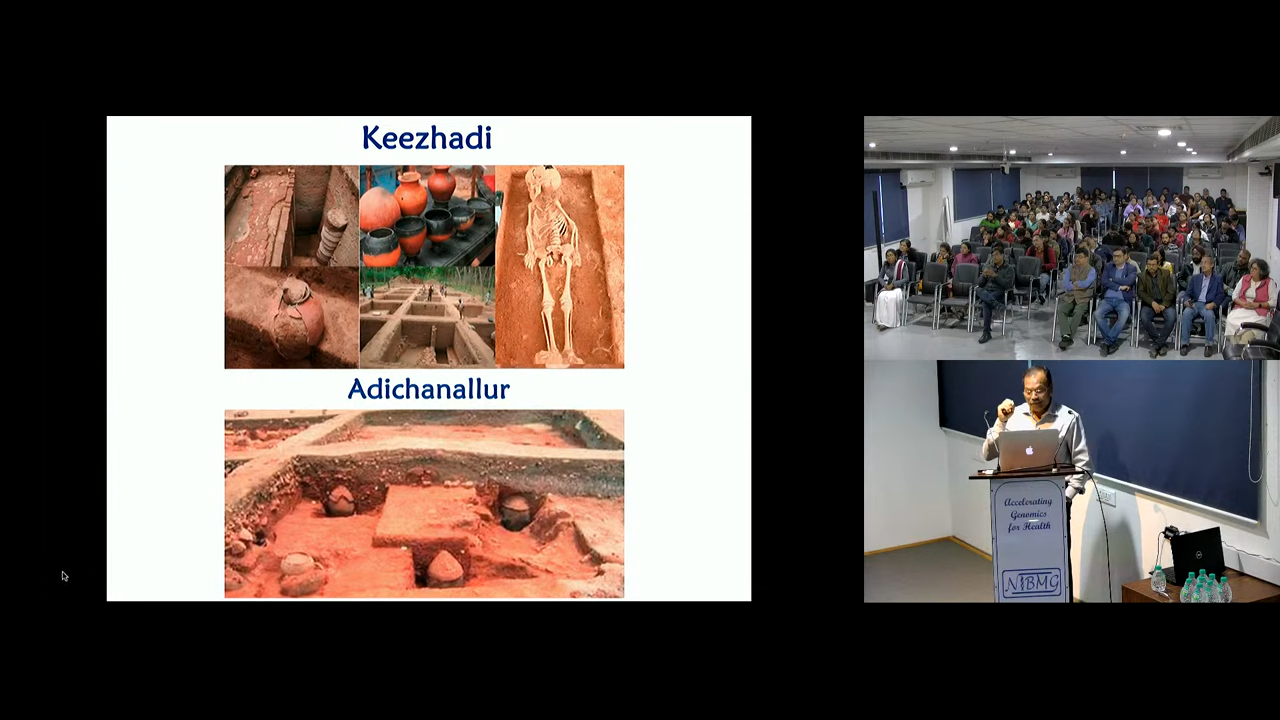 Keezhadi
Adichanallur
Accelerating
Genomics
for Health
NIBMG